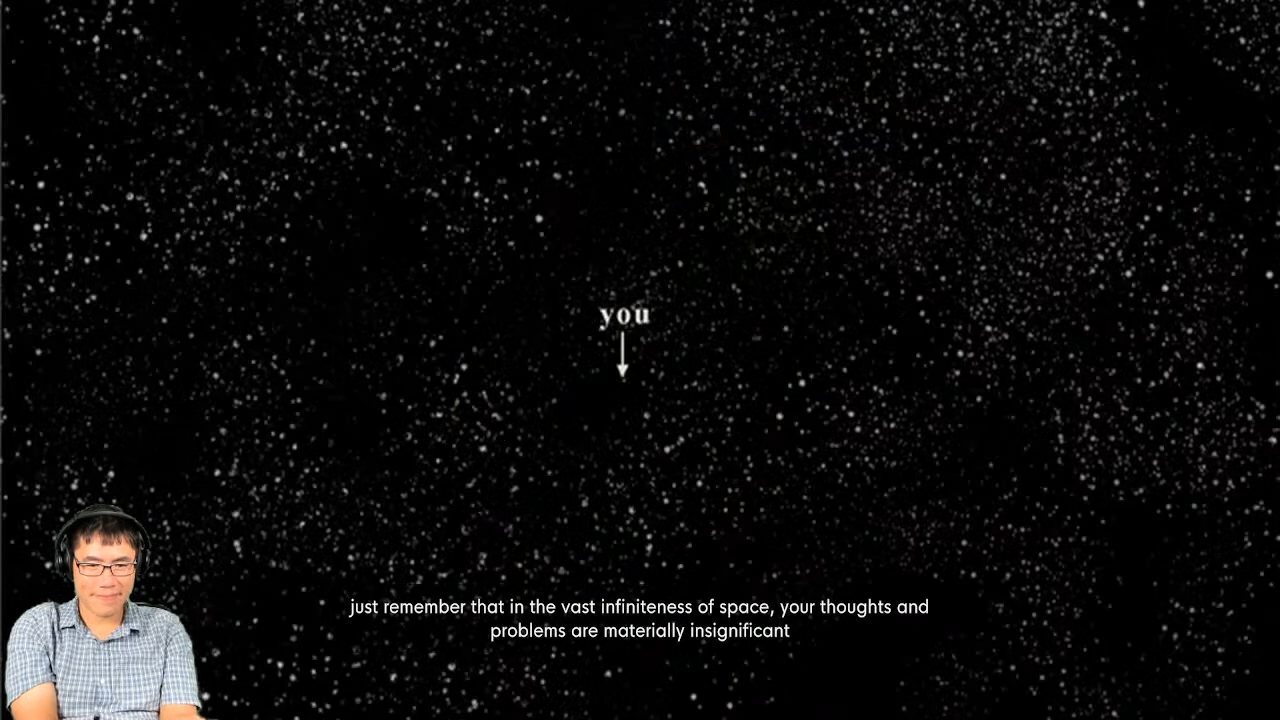 you
just remember that in the vast infiniteness of space, your thoughts and
problems are materially insignificant